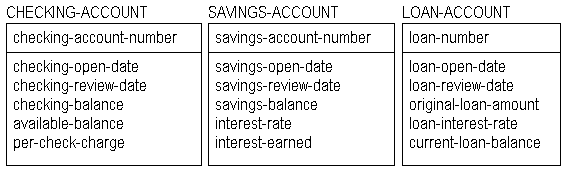 CHECKING-ACCOUNT
checking-account-number
checking-open-date
checking-review-date
checking-balance
available-balance
per-check-charge
SAVINGS-ACCOUNT
savings-account-number
savings-open-date
savings-review-date
savings-balance
interest-rate
interest-earned
LOAN-ACCOUNT
loan-number
loan-open-date
loan-review-date
original-loan-amount
loan-interest-rate
current-loan-balance